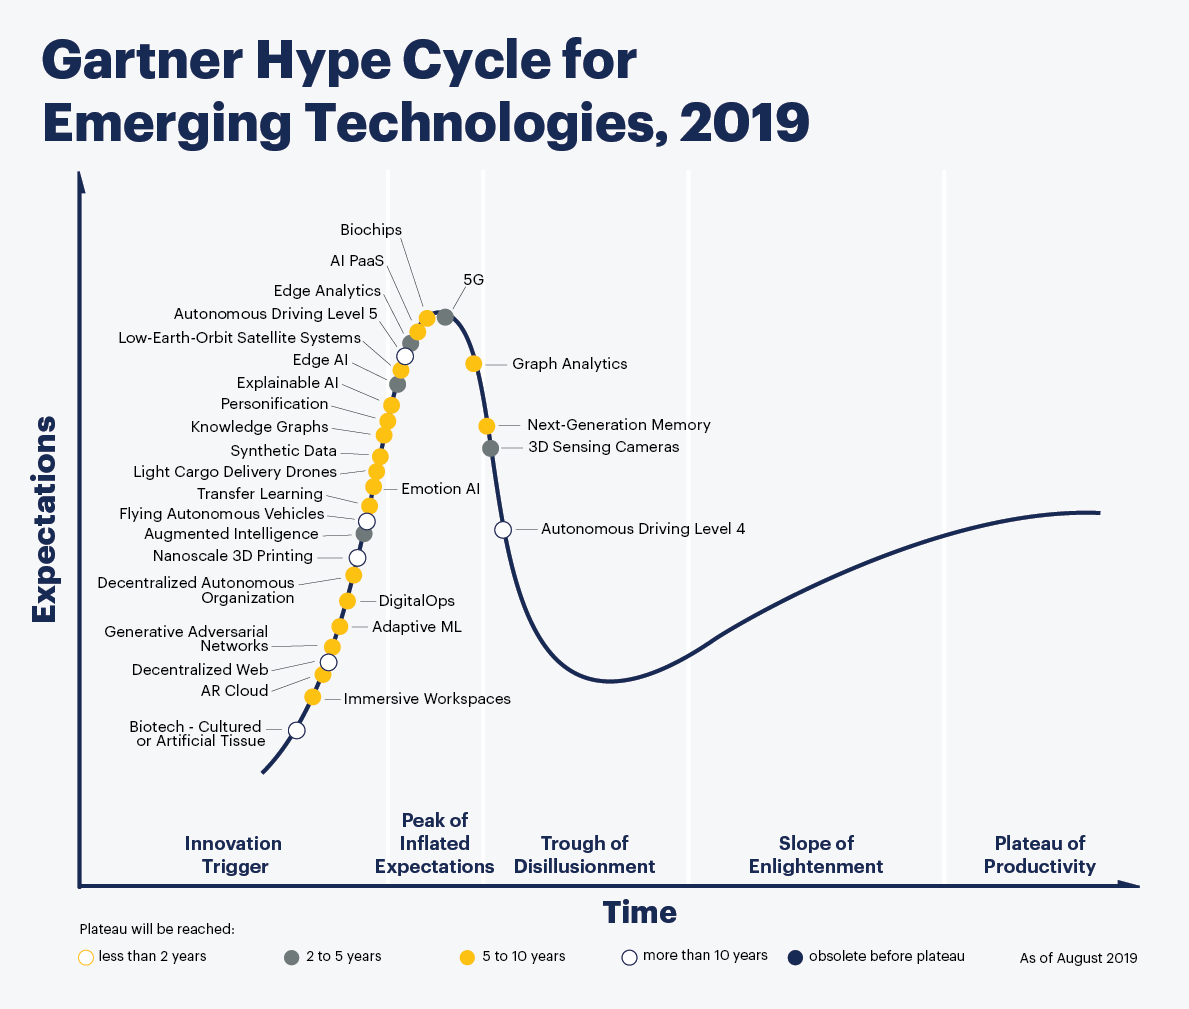 Gartner Hype Cycle for
Emerging Technologies, 2019
Expectations
Biochips
AI PaaS
5G
Edge Analytics
Autonomous Driving Level 5
Low-Earth-Orbit Satellite Systems
Edge AI
Graph Analytics
Explainable AI
Personification
Knowledge Graphs
Next-Generation Memory
Synthetic Data
3D Sensing Cameras
Light Cargo Delivery Drones
Emotion AI
Transfer Learning
Flying Autonomous Vehicles
Augmented Intelligence
Autonomous Driving Level 4
Nanoscale 3D Printing
Decentralized Autonomous
Organization
DigitalOps
Generative Adversarial
Networks
Adaptive ML
Decentralized Web
AR Cloud
Immersive Workspaces
Biotech - Cultured
or Artificial Tissue
Innovation
Trigger
Peak of
Inflated
Expectations
Trough of
Disillusionment
Slope of
Enlightenment
Plateau of
Productivity
Time
Plateau will be reached:
less than 2 years
2 to 5 years
5 to 10 years
more than 10 years
obsolete before plateau
As of August 2019